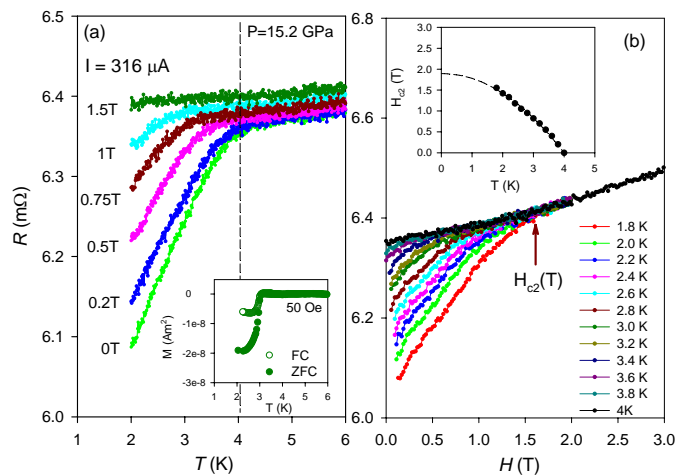 (a)
P=15.2 GPa
I = 316 μA
1.5T
1T
0.75T
0.5T
0.2T
0T
R (mΩ)
6.5
6.4
6.3
6.2
6.1
6.0
1 2 3 4 5 6
T (K)
50 Oe
FC
ZFC
M (Am²)
0
-1e-8
-2e-8
-3e-8
1 2 3 4 5 6
T (K)
(b)
6.8
6.6
6.4
6.2
6.0
0.0 0.5 1.0 1.5 2.0 2.5 3.0
H (T)
Hc2(T)
1.8 K
2.0 K
2.2 K
2.4 K
2.6 K
2.8 K
3.0 K
3.2 K
3.4 K
3.6 K
3.8 K
4K
Hc2 (T)
3.0
2.5
2.0
1.5
1.0
0.5
0.0
0 1 2 3 4 5
T (K)